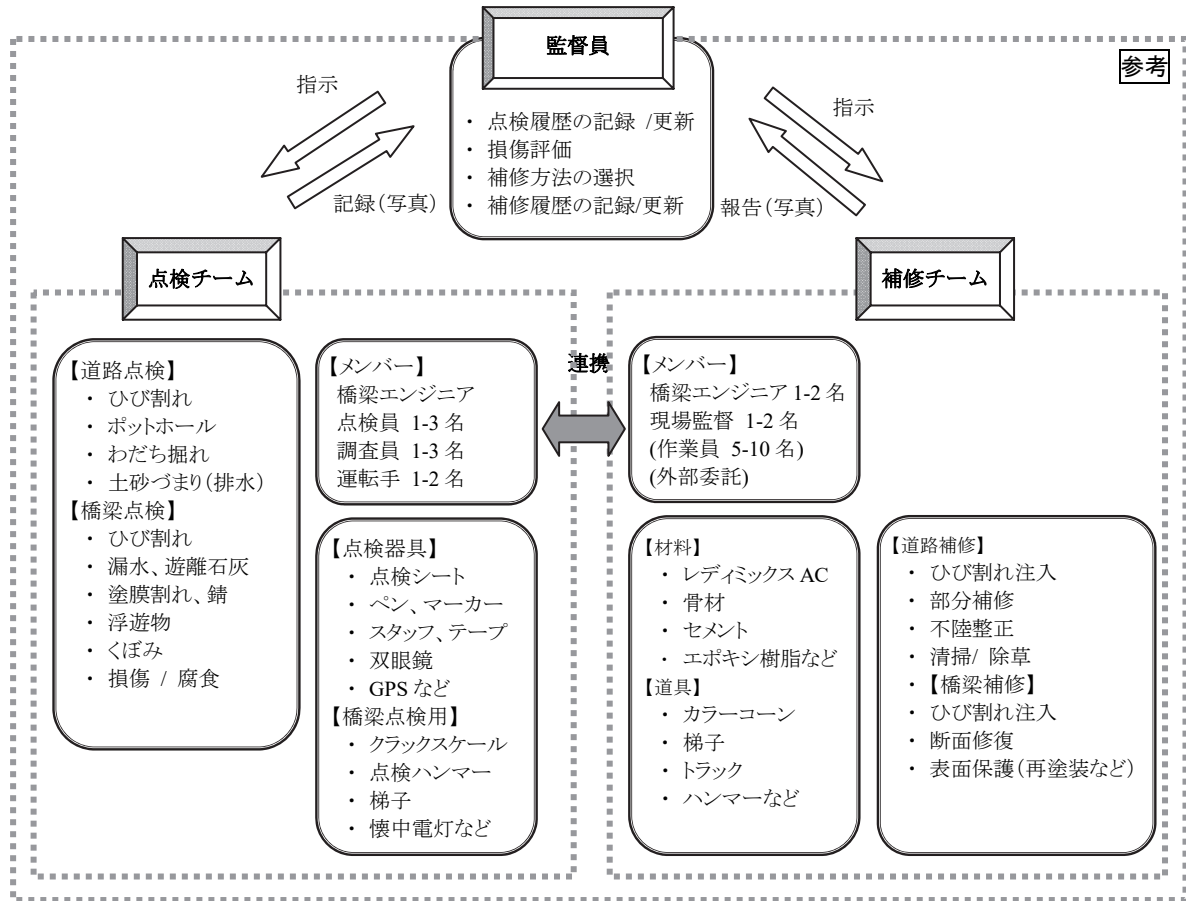 監督員
参考
指示
指示
・ 点検履歴の記録 /更新
・ 損傷評価
・ 補修方法の選択
・ 補修履歴の記録/更新
記録(写真)
報告(写真)
点検チーム
補修チーム
【道路点検】
・ ひび割れ
・ ポットホール
・ わだち掘れ
・ 土砂づまり(排水)
【橋梁点検】
・ ひび割れ
・ 漏水、遊離石灰
・ 塗膜割れ、錆
・ 浮遊物
・ くぼみ
・ 損傷 / 腐食
【メンバー】
橋梁エンジニア
点検員 1-3 名
調査員 1-3 名
運転手 1-2 名
連携
【メンバー】
橋梁エンジニア 1-2 名
現場監督 1-2 名
(作業員 5-10 名)
(外部委託)
【点検器具】
・ 点検シート
・ ペン、マーカー
・ スタッフ、テープ
・ 双眼鏡
・ GPS など
【橋梁点検用】
・ クラックスケール
・ 点検ハンマー
・ 梯子
・ 懐中電灯など
【材料】
・ レディミックス AC
・ 骨材
・ セメント
・ エポキシ樹脂など
【道具】
・ カラーコーン
・ 梯子
・ トラック
・ ハンマーなど
【道路補修】
・ ひび割れ注入
・ 部分補修
・ 不陸整正
・ 清掃/ 除草
・ 【橋梁補修】
・ ひび割れ注入
・ 断面修復
・ 表面保護(再塗装など)